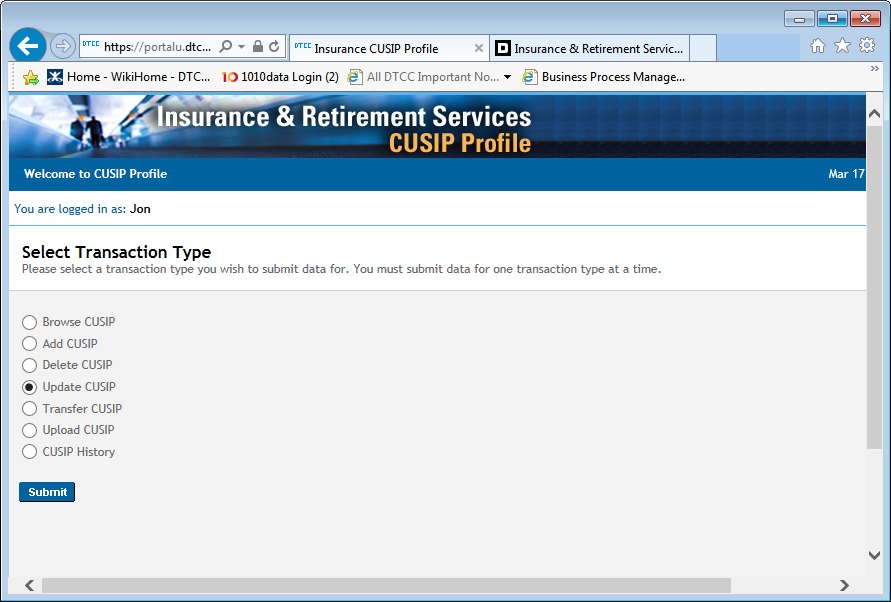 DTCC https://portalu.dtc...
DTCC Insurance CUSIP Profile
Insurance & Retirement Servic...
Home - WikiHome - DTC...
10 1010data Login (2)
All DTCC Important No...
Business Process Manage...
Insurance & Retirement Services
CUSIP Profile
Welcome to CUSIP Profile
Mar 17
You are logged in as: Jon
Select Transaction Type
Please select a transaction type you wish to submit data for. You must submit data for one transaction type at a time.
Browse CUSIP
Add CUSIP
Delete CUSIP
Update CUSIP
Transfer CUSIP
Upload CUSIP
CUSIP History
Submit